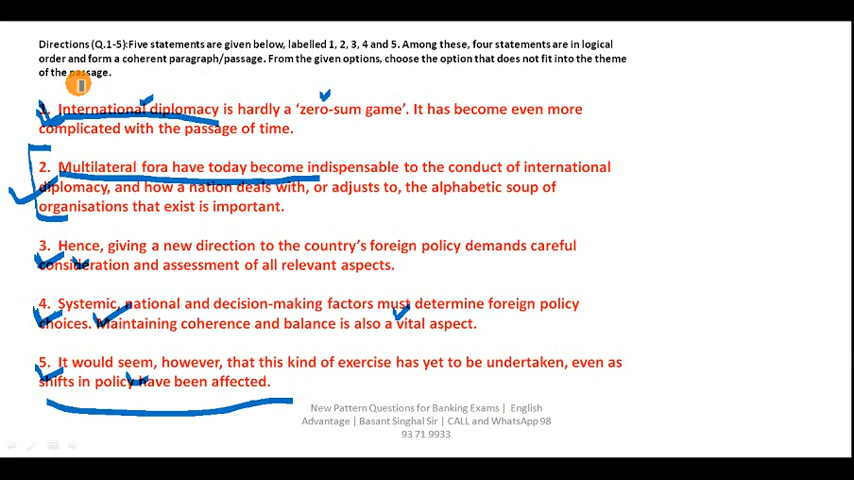 Directions (Q.1-5):Five statements are given below, labelled 1, 2, 3, 4 and 5. Among these, four statements are in logical
order and form a coherent paragraph/passage. From the given options, choose the option that does not fit into the theme
of the passage.
1. International diplomacy is hardly a ‘zero-sum game’. It has become even more
complicated with the passage of time.
2. Multilateral fora have today become indispensable to the conduct of international
diplomacy, and how a nation deals with, or adjusts to, the alphabetic soup of
organisations that exist is important.
3. Hence, giving a new direction to the country’s foreign policy demands careful
consideration and assessment of all relevant aspects.
4. Systemic, national and decision-making factors must determine foreign policy
choices. Maintaining coherence and balance is also a vital aspect.
5. It would seem, however, that this kind of exercise has yet to be undertaken, even as
shifts in policy have been affected.
New Pattern Questions for Banking Exams | English
Advantage | Basant Singhal Sir | CALL and WhatsApp 98
93 71 9933